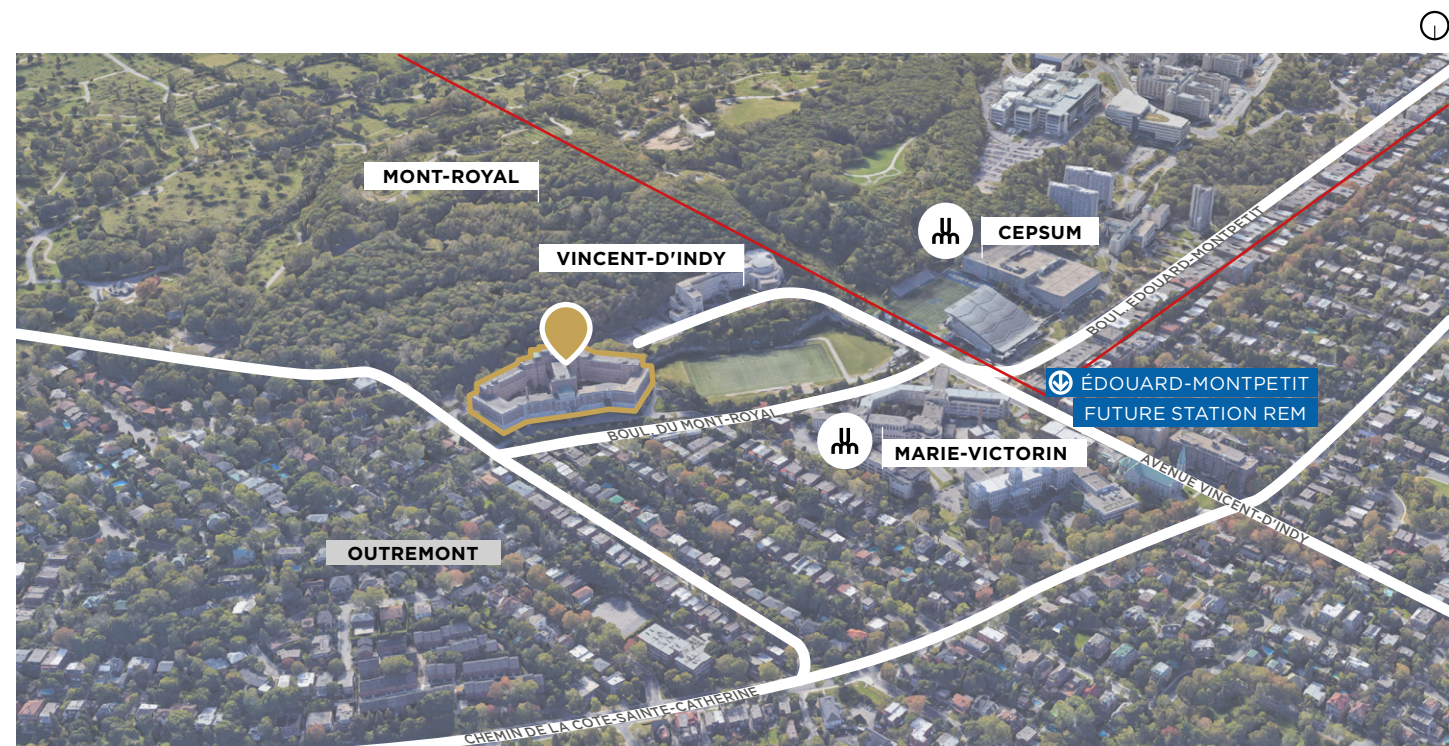 MONT-ROYAL
CEPSUM
VINCENT-D'INDY
BOUL. ÉDOUARD-MONTPETIT
ÉDOUARD-MONTPETIT
FUTURE STATION REM
BOUL. DU MONT-ROYAL
MARIE-VICTORIN
AVENUE VINCENT-D'INDY
OUTREMONT
CHEMIN DE LA CÔTE-SAINTE-CATHERINE